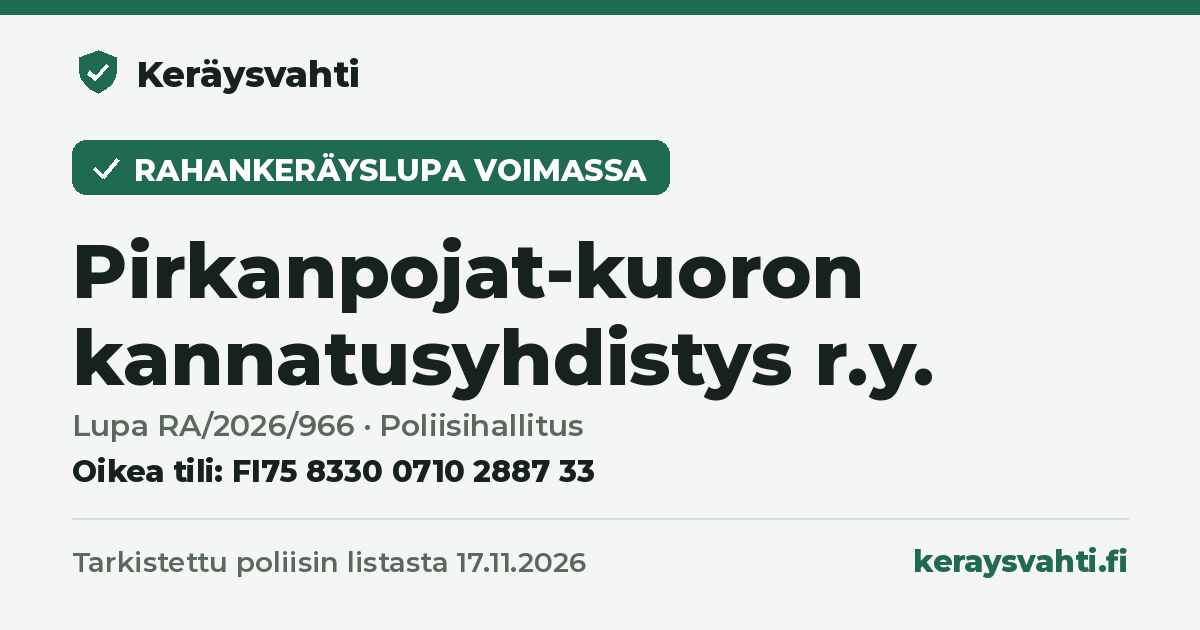 Keräysvahti
RAHANKERÄYSLUPA VOIMASSA
Pirkanpojat-kuoron
kannatusyhdistys r.y.
Lupa RA/2026/966 · Poliisihallitus
Oikea tili: FI75 8330 0710 2887 33
Tarkistettu poliisin listasta 17.11.2026
keraysvahti.fi